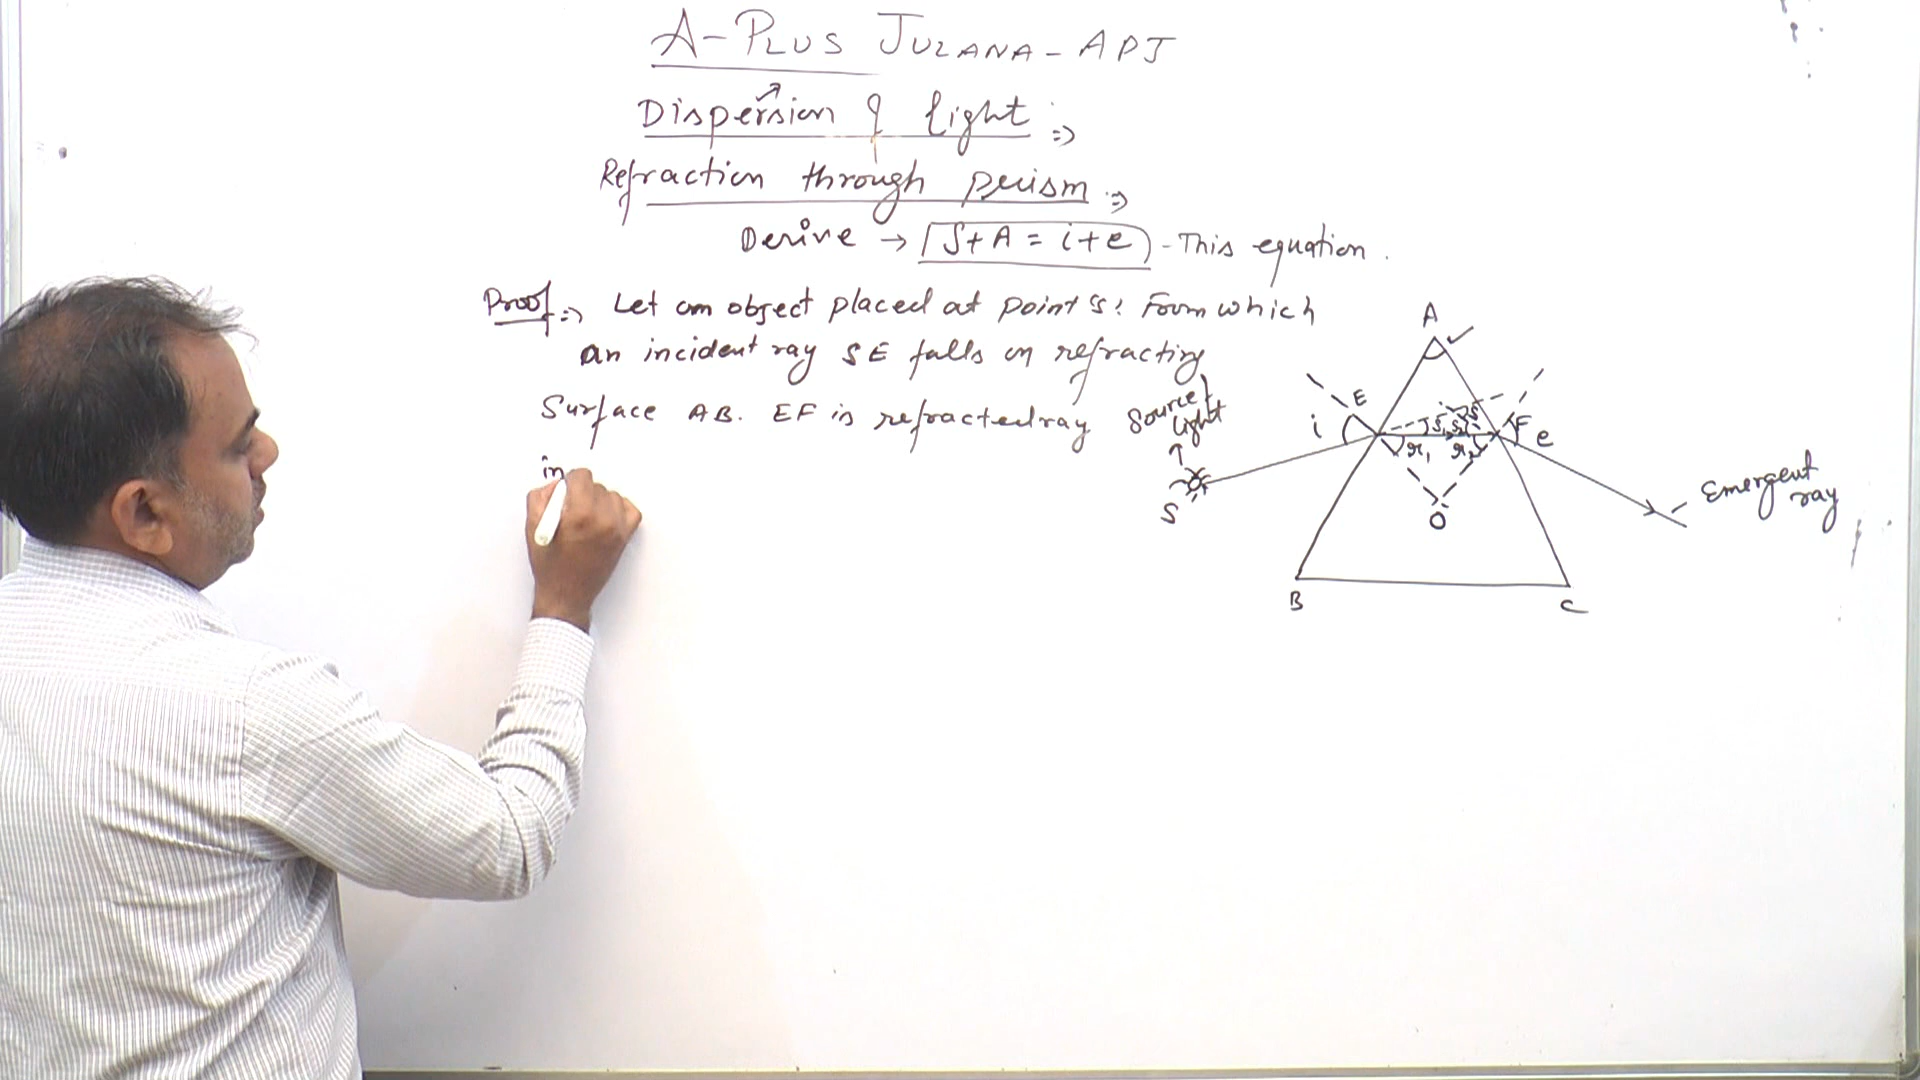 A-PLUS JULANA-APJ
Dispersion of light :⇒
Refraction through prism :⇒
Derive → δ+A = i+e - This equation.
Proof :⇒ Let an object placed at point 'S'. From which
an incident ray SE falls on refracting
Surface AB. EF is refracted ray
in
Source of
light
S
A
E
i
δ1
δ2
δ
F
e
r1
r2
O
B
C
Emergent
ray